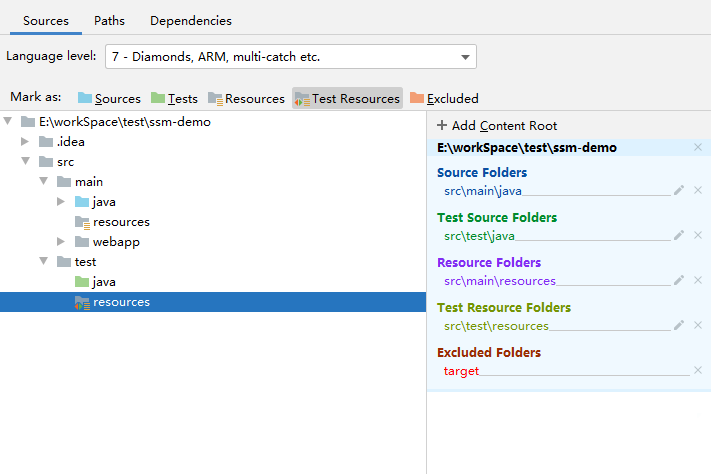 Sources Paths Dependencies
Language level: 7 - Diamonds, ARM, multi-catch etc.
Mark as: Sources Tests Resources Test Resources Excluded
E:\workSpace\test\ssm-demo
.idea
src
main
java
resources
webapp
test
java
resources
+ Add Content Root
E:\workSpace\test\ssm-demo
Source Folders
src\main\java
Test Source Folders
src\test\java
Resource Folders
src\main\resources
Test Resource Folders
src\test\resources
Excluded Folders
target